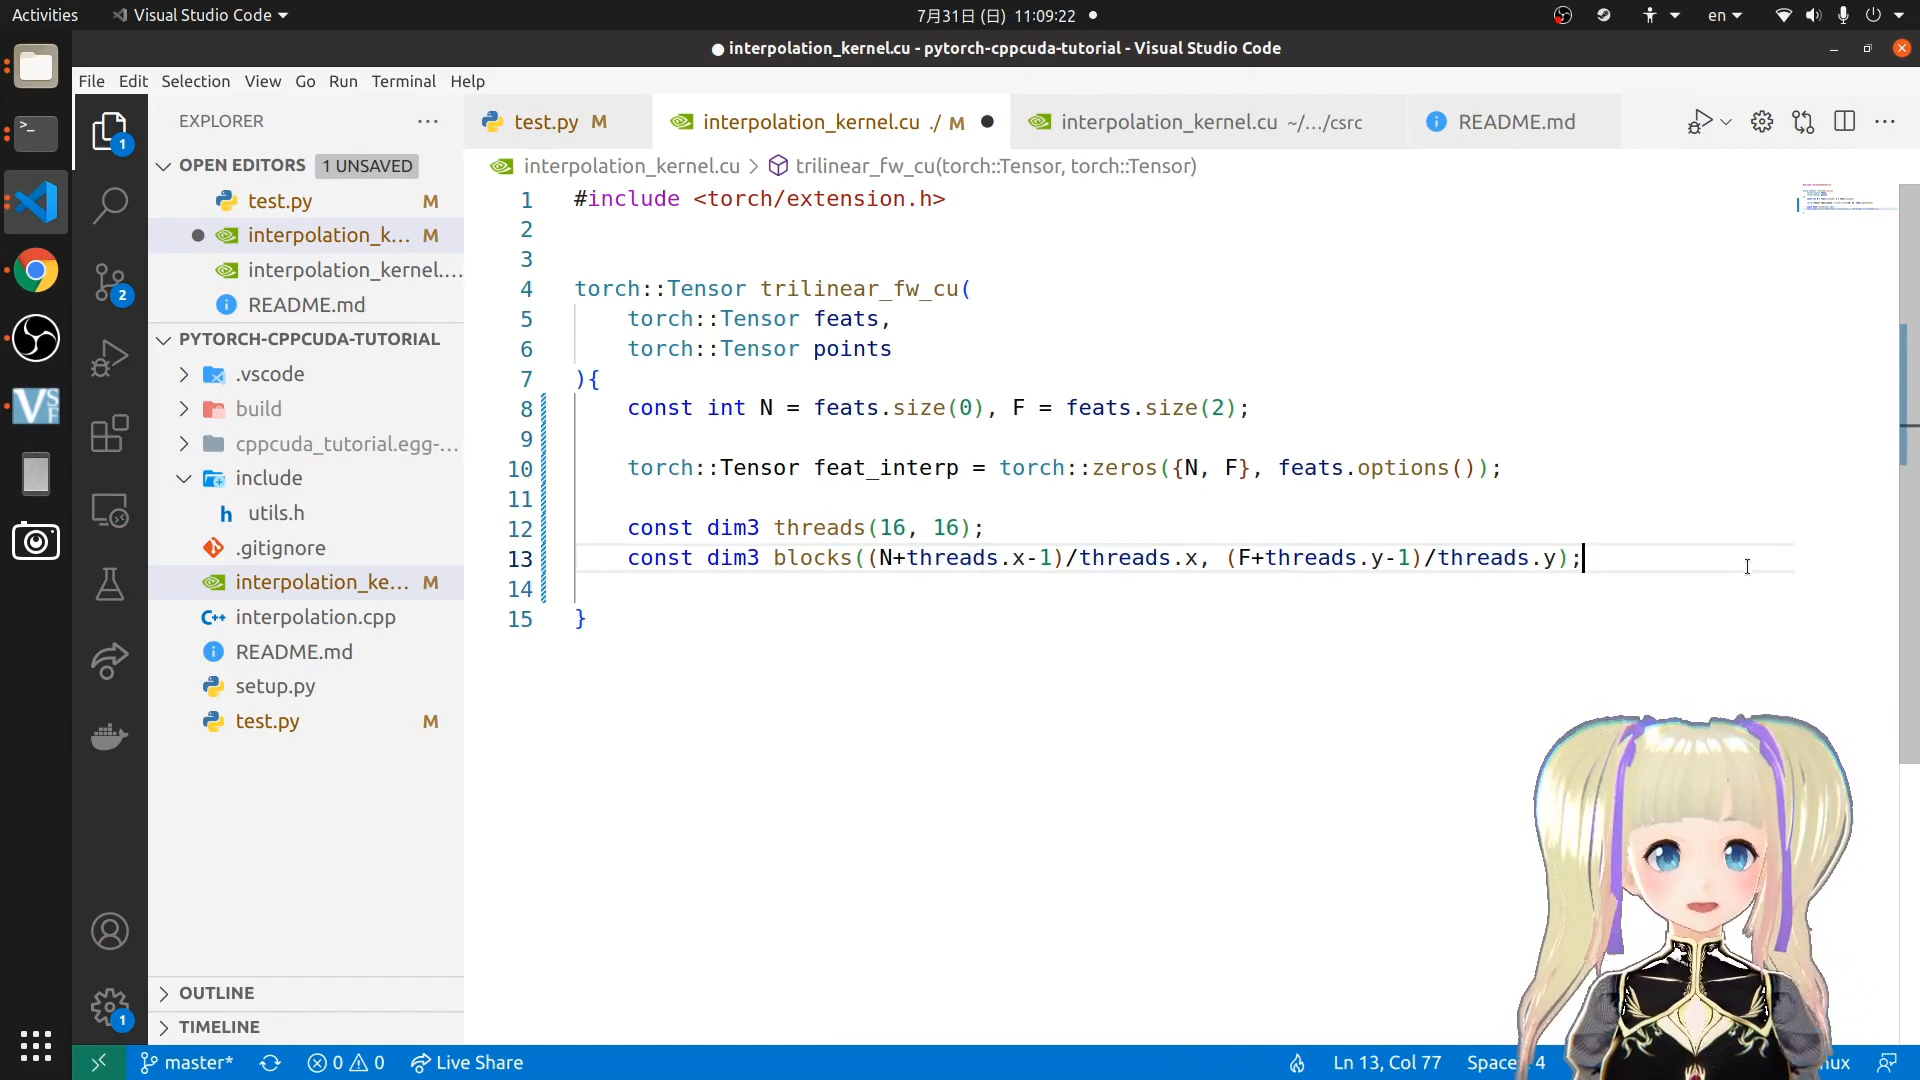 Activities
Visual Studio Code
7月31日 (日) 11:09:22
en
interpolation_kernel.cu - pytorch-cppcuda-tutorial - Visual Studio Code
File Edit Selection View Go Run Terminal Help
EXPLORER
OPEN EDITORS 1 UNSAVED
test.py M
interpolation_k... M
interpolation_kernel....
README.md
PYTORCH-CPPCUDA-TUTORIAL
.vscode
build
cppcuda_tutorial.egg-...
include
utils.h
.gitignore
interpolation_ke... M
interpolation.cpp
README.md
setup.py
test.py M
OUTLINE
TIMELINE
1
2
1
test.py M
interpolation_kernel.cu ./ M
interpolation_kernel.cu ~/.../csrc
README.md
interpolation_kernel.cu > trilinear_fw_cu(torch::Tensor, torch::Tensor)
1 #include <torch/extension.h>
2
3
4 torch::Tensor trilinear_fw_cu(
5 torch::Tensor feats,
6 torch::Tensor points
7 ){
8 const int N = feats.size(0), F = feats.size(2);
9
10 torch::Tensor feat_interp = torch::zeros({N, F}, feats.options());
11
12 const dim3 threads(16, 16);
13 const dim3 blocks((N+threads.x-1)/threads.x, (F+threads.y-1)/threads.y);
14
15 }
master* 0 0 Live Share
Ln 13, Col 77
4